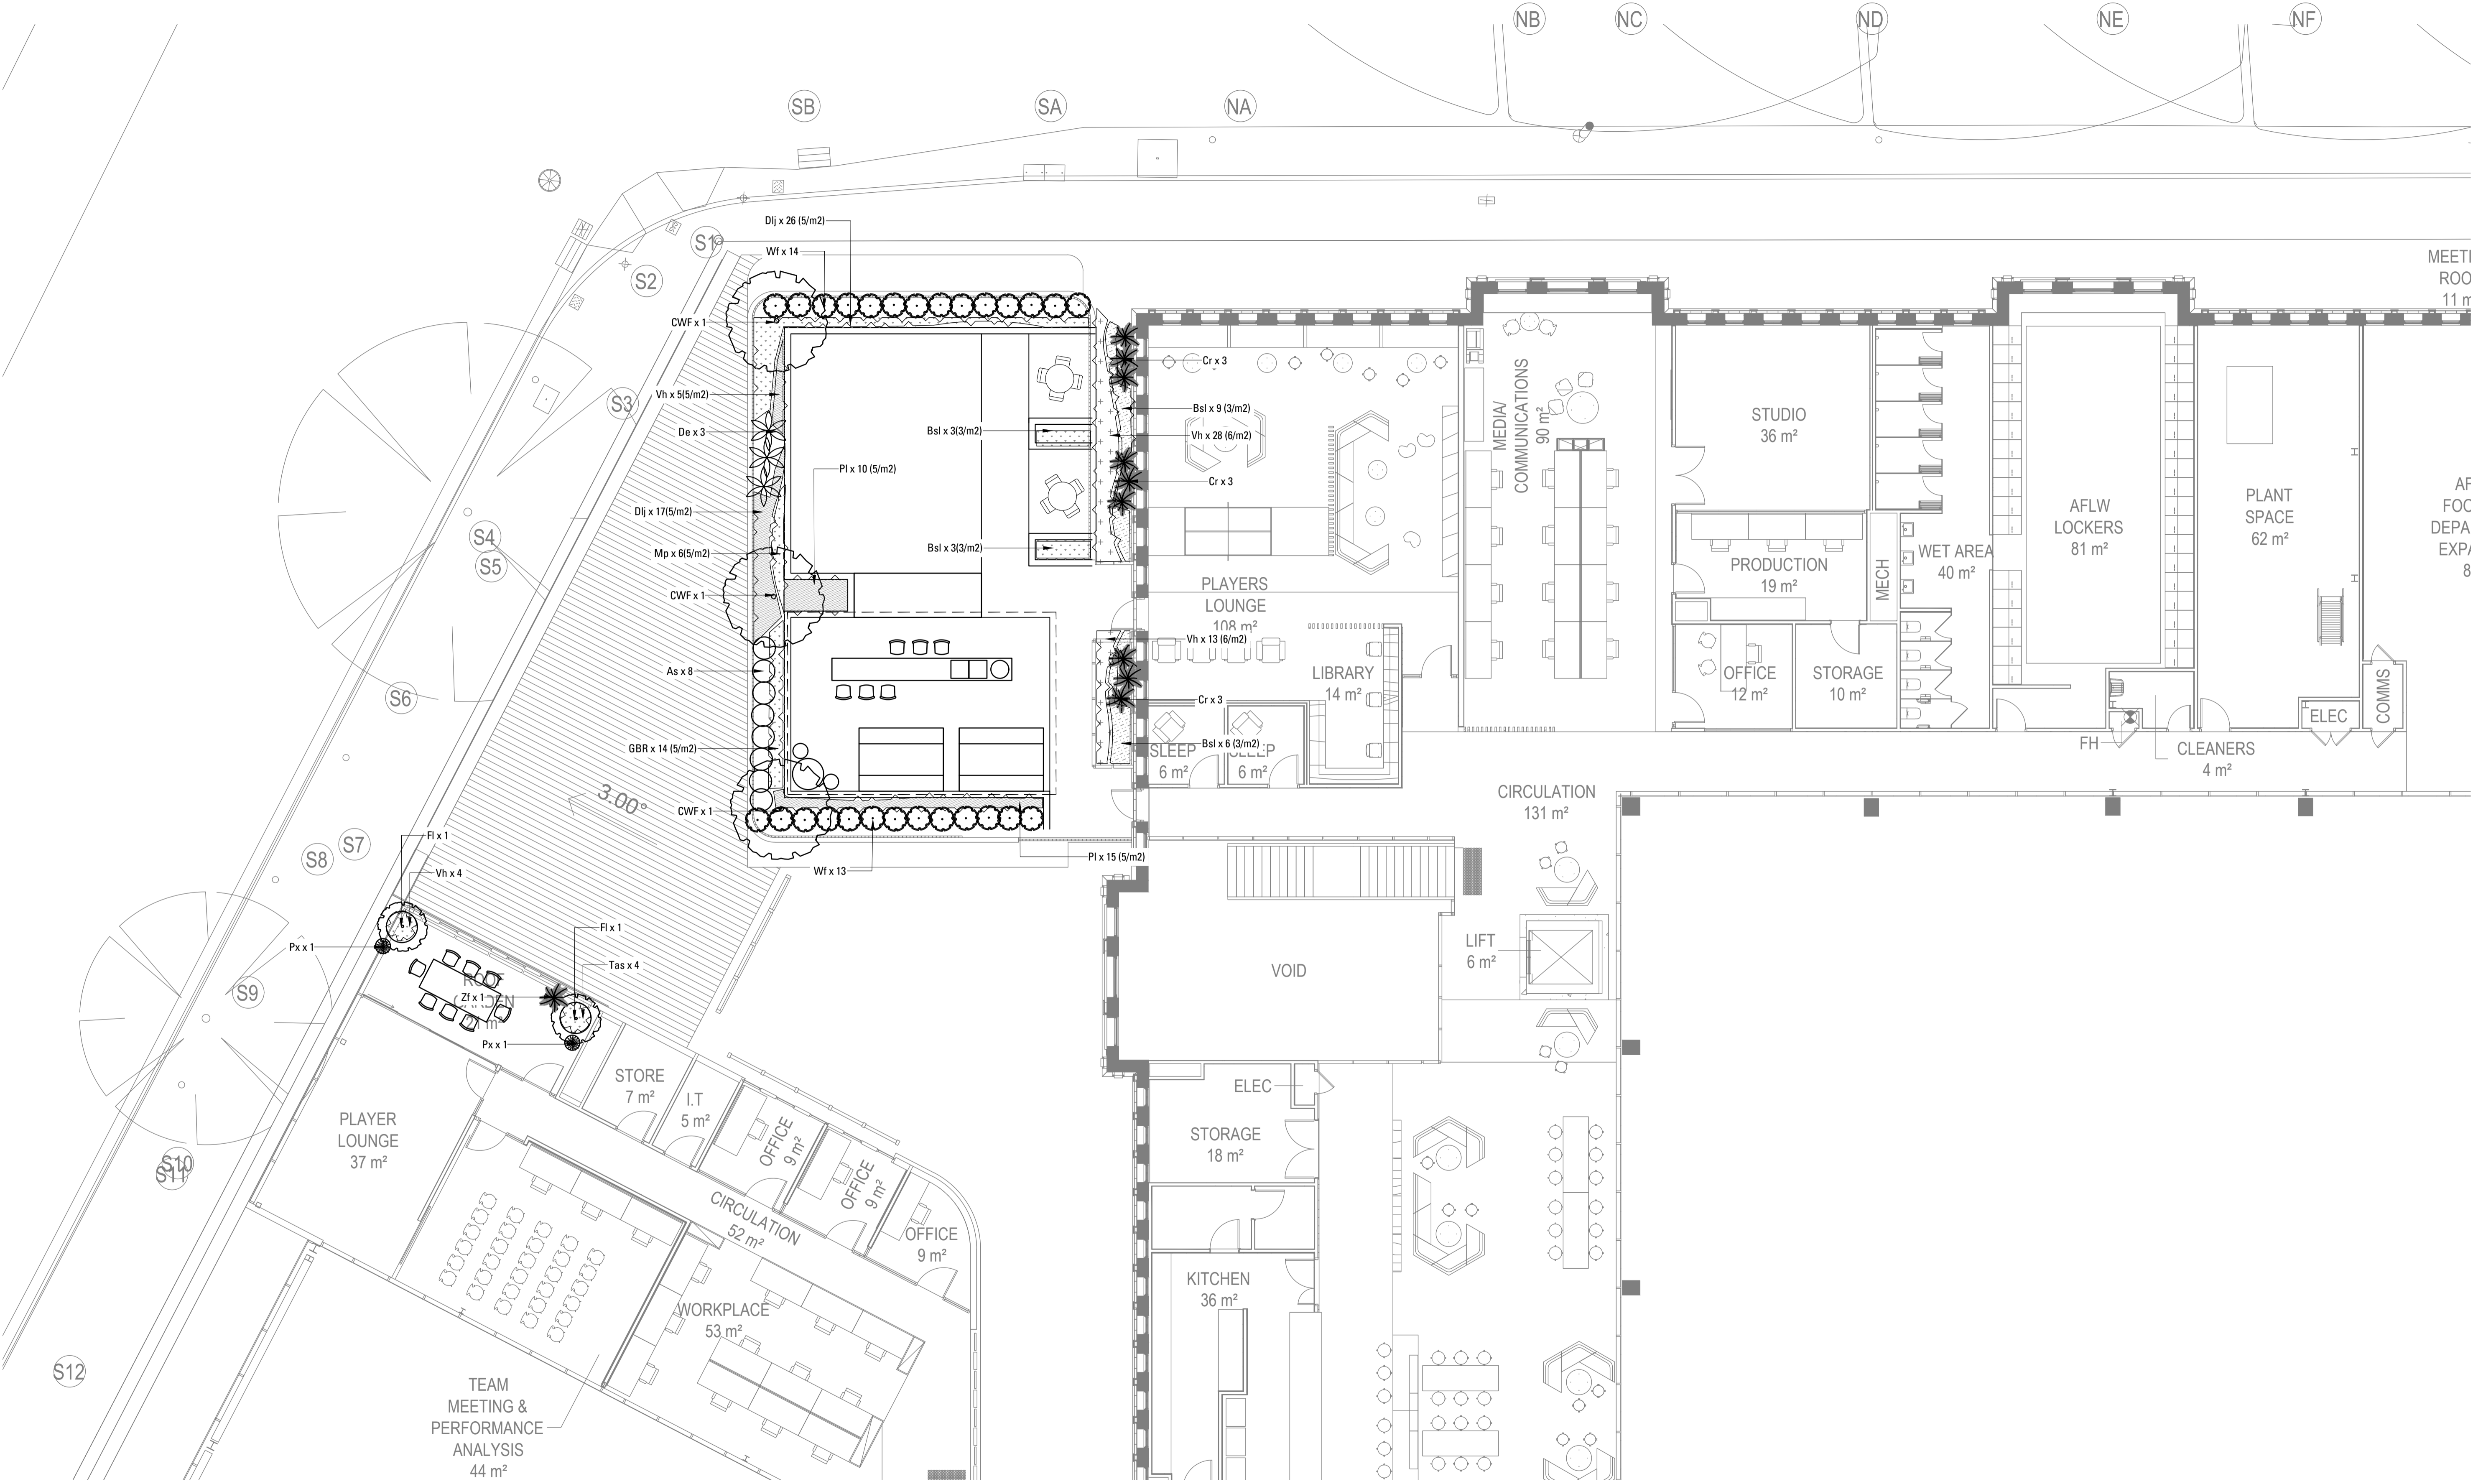 NB
NC
ND
NE
NF
SB
SA
NA
Dlj x 26 (5/m2)
Wf x 14
S1
S2
S3
S4
S5
S6
S7
S8
S9
S10
S11
S12
CWF x 1
Vh x 5(5/m2)
De x 3
Pl x 10 (5/m2)
Dlj x 17(5/m2)
Mp x 6(5/m2)
CWF x 1
As x 8
GBR x 14 (5/m2)
CWF x 1
Wf x 13
Pl x 15 (5/m2)
Bsl x 3(3/m2)
Bsl x 3(3/m2)
Cr x 3
Bsl x 9 (3/m2)
Vh x 28 (6/m2)
Cr x 3
Vh x 13 (6/m2)
Cr x 3
Bsl x 6 (3/m2)
3.00°
Fl x 1
Vh x 4
Px x 1
Fl x 1
Tas x 4
Zf x 1
Px x 1
PLAYERS
LOUNGE
108 m²
LIBRARY
14 m²
SLEEP
6 m²
SLEEP
6 m²
MEDIA/
COMMUNICATIONS
90 m²
STUDIO
36 m²
PRODUCTION
19 m²
MECH
WET AREA
40 m²
OFFICE
12 m²
STORAGE
10 m²
AFLW
LOCKERS
81 m²
PLANT
SPACE
62 m²
ELEC
COMMS
FH
CLEANERS
4 m²
CIRCULATION
131 m²
LIFT
6 m²
VOID
ELEC
STORAGE
18 m²
KITCHEN
36 m²
STORE
7 m²
I.T
5 m²
OFFICE
9 m²
OFFICE
9 m²
OFFICE
9 m²
CIRCULATION
52 m²
WORKPLACE
53 m²
PLAYER
LOUNGE
37 m²
TEAM
MEETING &
PERFORMANCE
ANALYSIS
44 m²